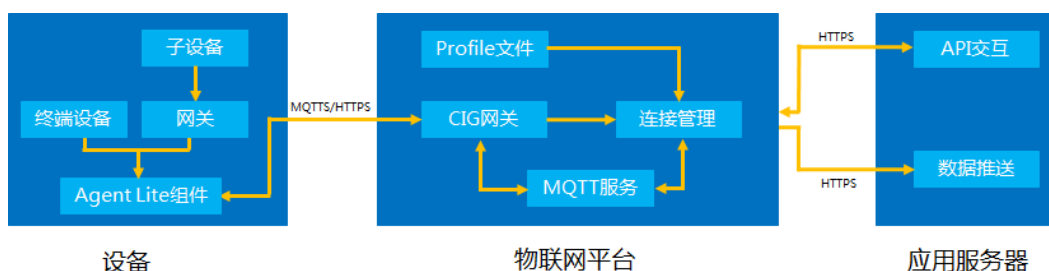 子设备
终端设备
网关
Agent Lite组件
设备
MQTTS/HTTPS
Profile文件
CIG网关
连接管理
MQTT服务
物联网平台
HTTPS
HTTPS
API交互
数据推送
应用服务器